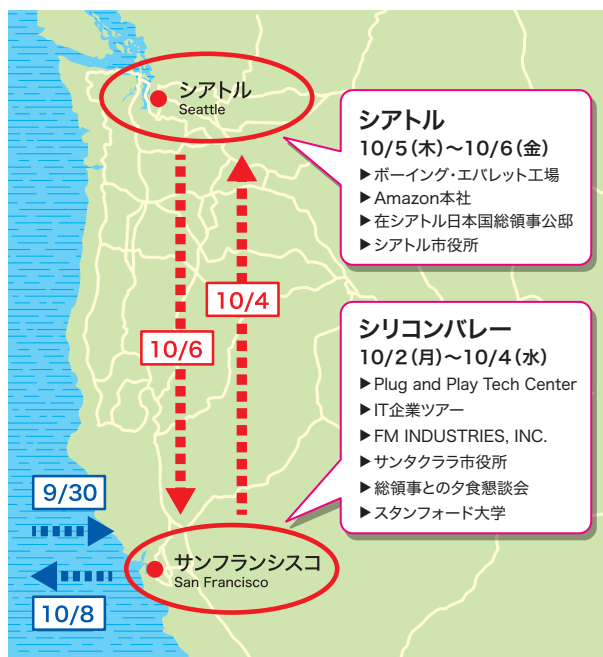 シアトル
Seattle
シアトル
10/5(木)~10/6(金)
▶ボーイング・エバレット工場
▶Amazon本社
▶在シアトル日本国総領事公邸
▶シアトル市役所
10/4
10/6
シリコンバレー
10/2(月)~10/4(水)
▶Plug and Play Tech Center
▶IT企業ツアー
▶FM INDUSTRIES, INC.
▶サンタクララ市役所
▶総領事との夕食懇談会
▶スタンフォード大学
9/30
サンフランシスコ
San Francisco
10/8